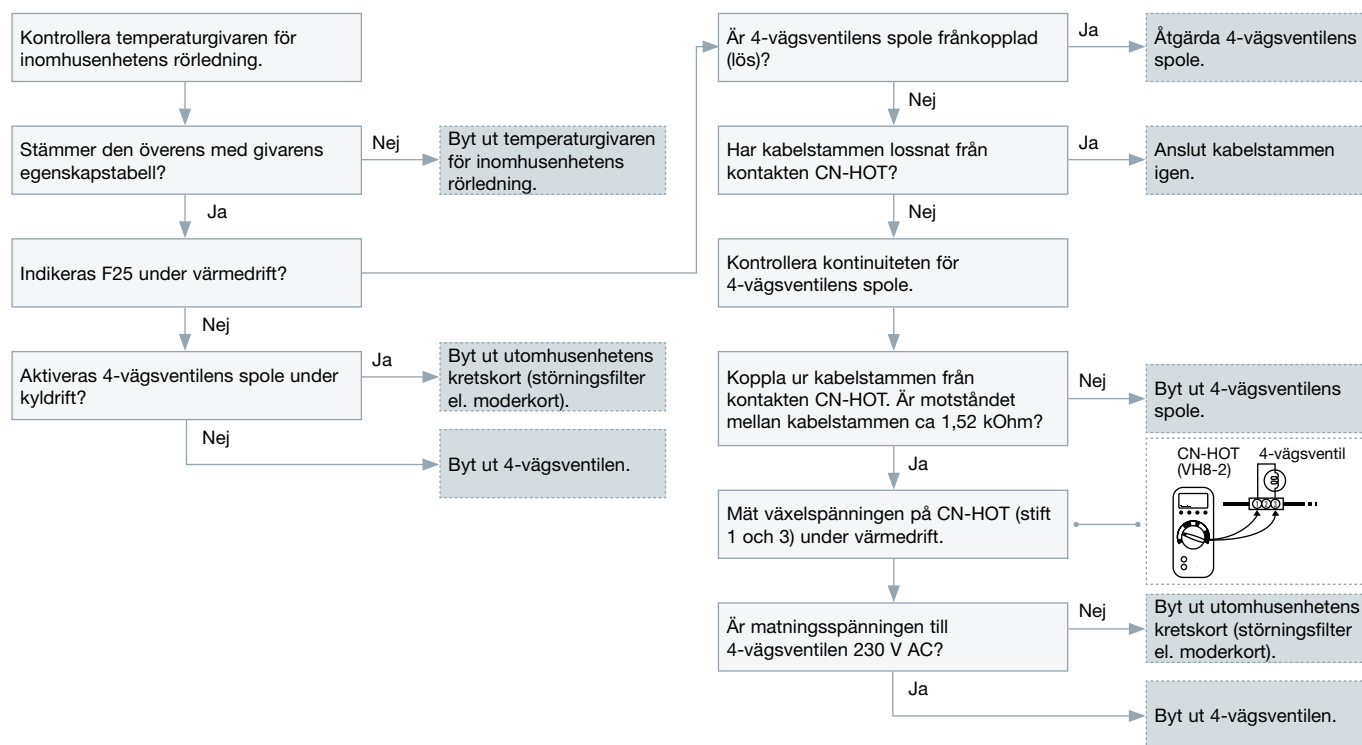 Kontrollera temperaturgivaren för
inomhusenhetens rörledning.
Stämmer den överens med givarens
egenskapstabell?
Nej
Byt ut temperaturgivaren
för inomhusenhetens
rörledning.
Ja
Indikeras F25 under värmedrift?
Nej
Aktiveras 4-vägsventilens spole under
kyldrift?
Ja
Byt ut utomhusenhetens
kretskort (störningsfilter
el. moderkort).
Nej
Byt ut 4-vägsventilen.
Är 4-vägsventilens spole frånkopplad
(lös)?
Ja
Åtgärda 4-vägsventilens
spole.
Nej
Har kabelstammen lossnat från
kontakten CN-HOT?
Ja
Anslut kabelstammen
igen.
Nej
Kontrollera kontinuiteten för
4-vägsventilens spole.
Koppla ur kabelstammen från
kontakten CN-HOT. Är motståndet
mellan kabelstammen ca 1,52 kOhm?
Nej
Byt ut 4-vägsventilens
spole.
Ja
Mät växelspänningen på CN-HOT (stift
1 och 3) under värmedrift.
CN-HOT
(VH8-2)
4-vägsventil
1 2 3
Är matningsspänningen till
4-vägsventilen 230 V AC?
Nej
Byt ut utomhusenhetens
kretskort (störningsfilter
el. moderkort).
Ja
Byt ut 4-vägsventilen.